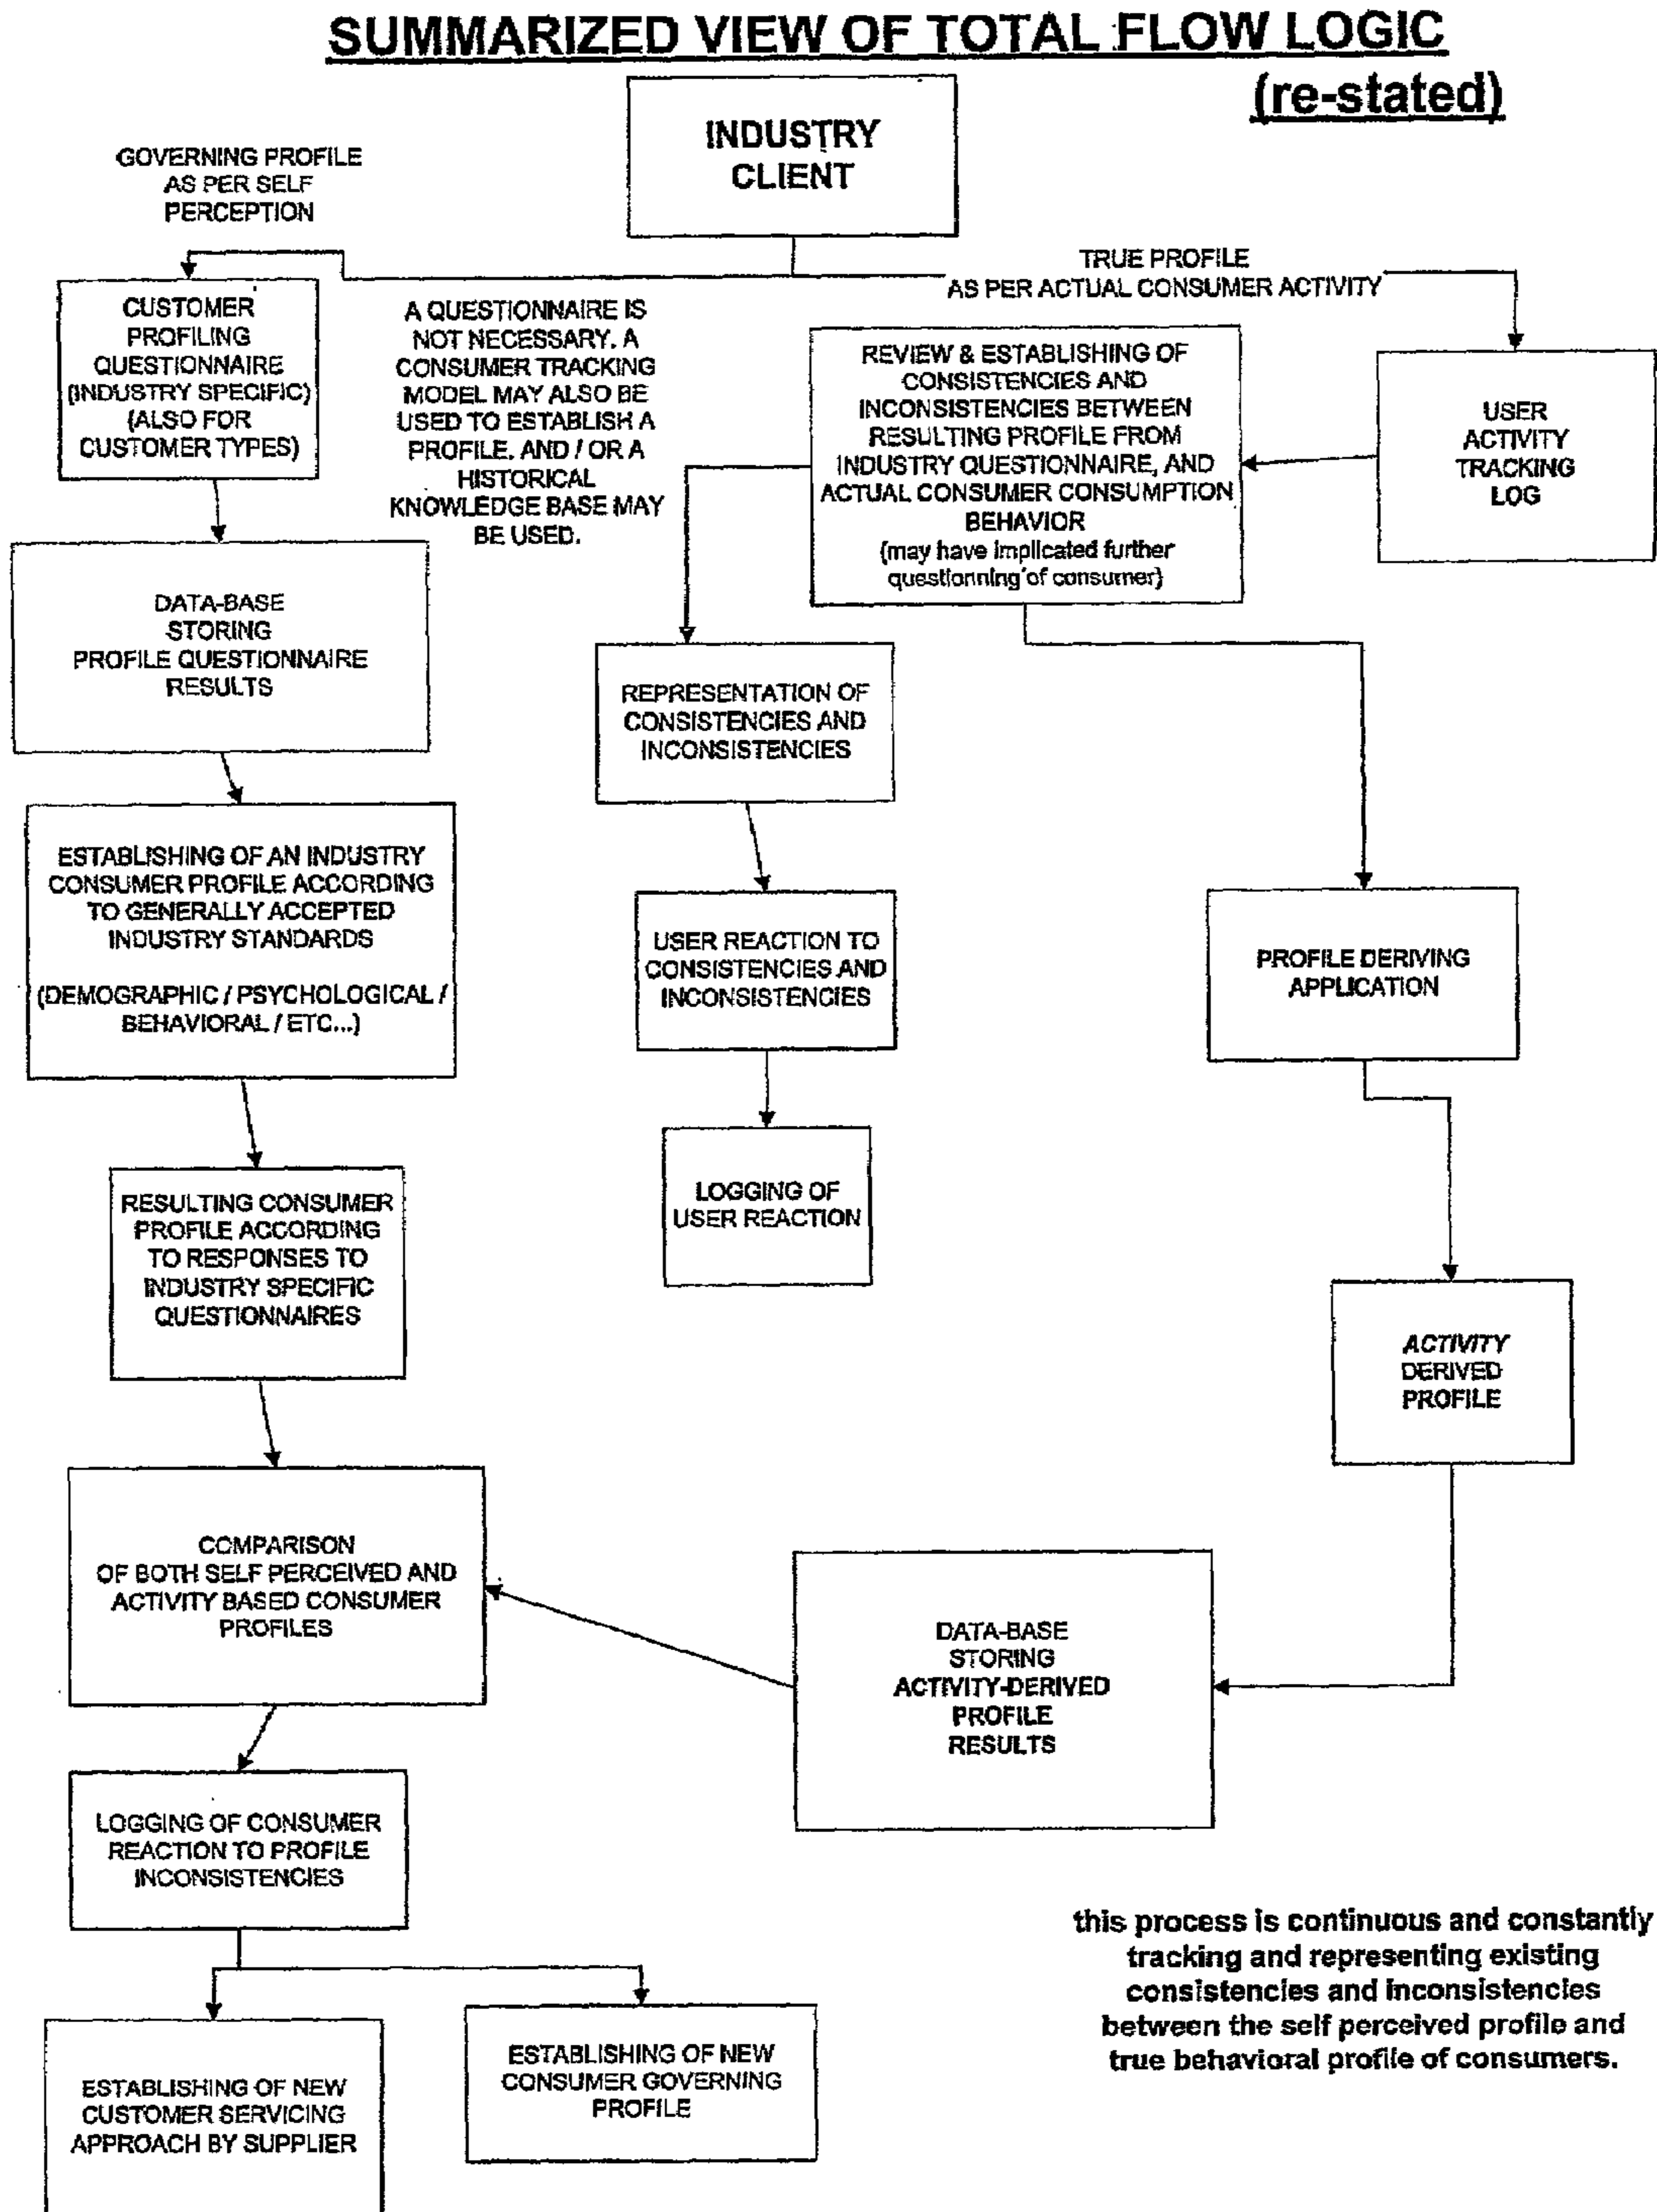 SUMMARIZED VIEW OF TOTAL FLOW LOGIC
(re-stated)
INDUSTRY
CLIENT
GOVERNING PROFILE
AS PER SELF
PERCEPTION
TRUE PROFILE
AS PER ACTUAL CONSUMER ACTIVITY
CUSTOMER
PROFILING
QUESTIONNAIRE
(INDUSTRY SPECIFIC)
(ALSO FOR
CUSTOMER TYPES)
A QUESTIONNAIRE IS
NOT NECESSARY. A
CONSUMER TRACKING
MODEL MAY ALSO BE
USED TO ESTABLISH A
PROFILE. AND / OR A
HISTORICAL
KNOWLEDGE BASE MAY
BE USED.
REVIEW & ESTABLISHING OF
CONSISTENCIES AND
INCONSISTENCIES BETWEEN
RESULTING PROFILE FROM
INDUSTRY QUESTIONNAIRE, AND
ACTUAL CONSUMER CONSUMPTION
BEHAVIOR
(may have implicated further
questionning of consumer)
USER
ACTIVITY
TRACKING
LOG
DATA-BASE
STORING
PROFILE QUESTIONNAIRE
RESULTS
REPRESENTATION OF
CONSISTENCIES AND
INCONSISTENCIES
ESTABLISHING OF AN INDUSTRY
CONSUMER PROFILE ACCORDING
TO GENERALLY ACCEPTED
INDUSTRY STANDARDS
(DEMOGRAPHIC / PSYCHOLOGICAL /
BEHAVIORAL / ETC...)
USER REACTION TO
CONSISTENCIES AND
INCONSISTENCIES
PROFILE DERIVING
APPLICATION
RESULTING CONSUMER
PROFILE ACCORDING
TO RESPONSES TO
INDUSTRY SPECIFIC
QUESTIONNAIRES
LOGGING OF
USER REACTION
ACTIVITY
DERIVED
PROFILE
COMPARISON
OF BOTH SELF PERCEIVED AND
ACTIVITY BASED CONSUMER
PROFILES
DATA-BASE
STORING
ACTIVITY-DERIVED
PROFILE
RESULTS
LOGGING OF CONSUMER
REACTION TO PROFILE
INCONSISTENCIES
this process is continuous and constantly
tracking and representing existing
consistencies and inconsistencies
between the self perceived profile and
true behavioral profile of consumers.
ESTABLISHING OF NEW
CUSTOMER SERVICING
APPROACH BY SUPPLIER
ESTABLISHING OF NEW
CONSUMER GOVERNING
PROFILE